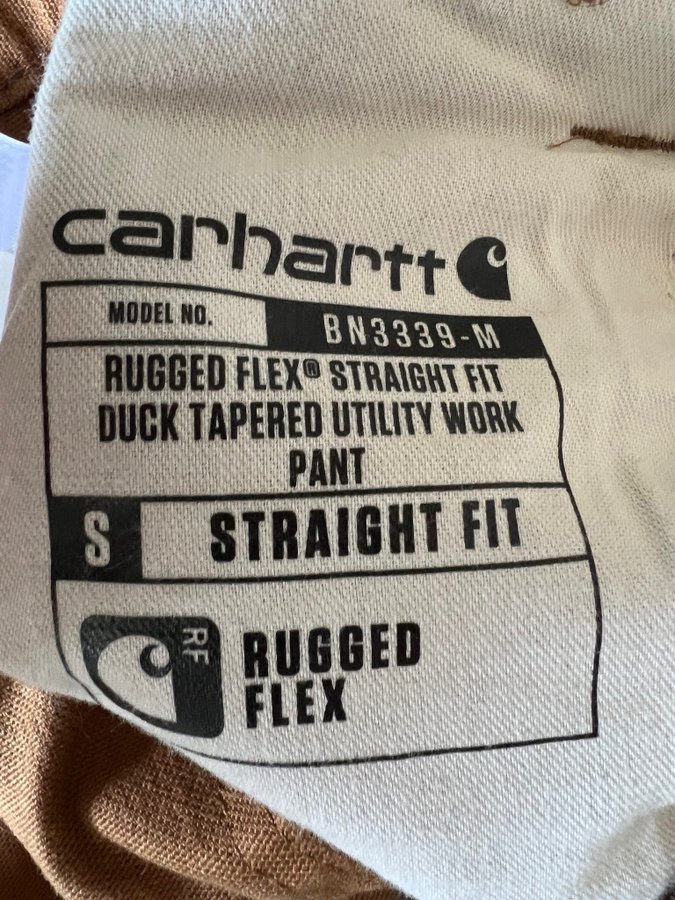 carhartt
MODEL NO. BN3339-M
RUGGED FLEX® STRAIGHT FIT
DUCK TAPERED UTILITY WORK
PANT
S STRAIGHT FIT
RF
RUGGED
FLEX